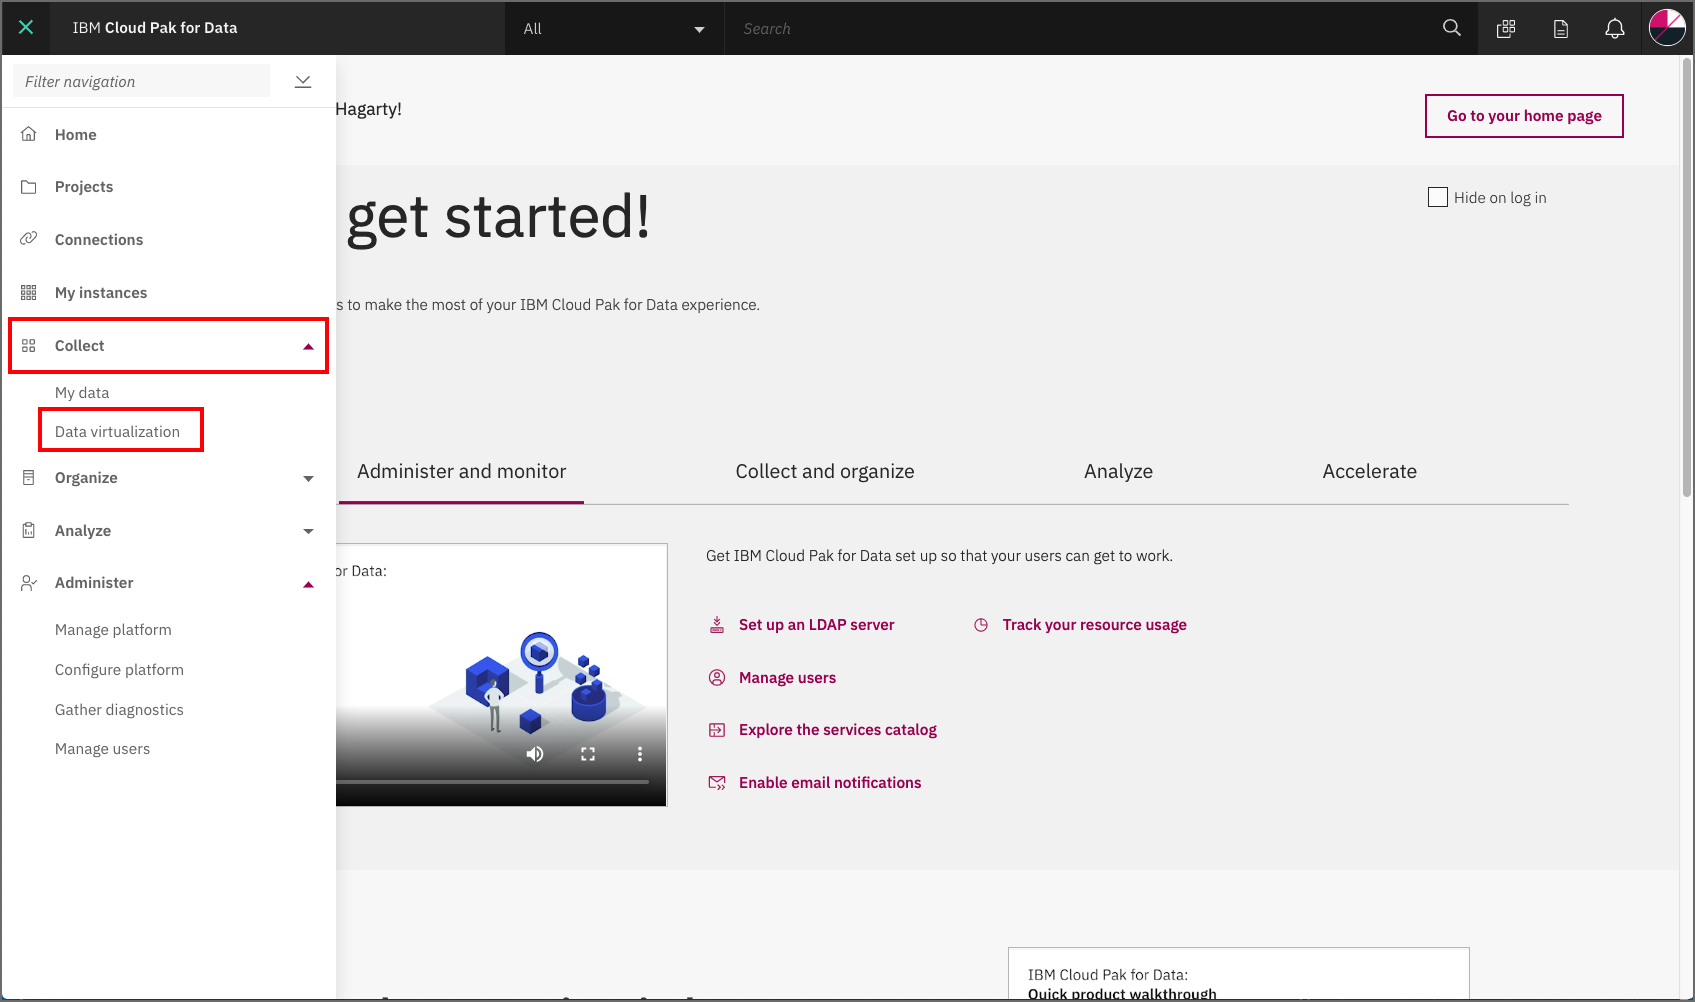 IBM Cloud Pak for Data
All
Search
Filter navigation
Home
Projects
Connections
My instances
Collect
My data
Data virtualization
Organize
Analyze
Administer
Manage platform
Configure platform
Gather diagnostics
Manage users
Hagarty!
Go to your home page
get started!
Hide on log in
s to make the most of your IBM Cloud Pak for Data experience.
Administer and monitor
Collect and organize
Analyze
Accelerate
or Data:
Get IBM Cloud Pak for Data set up so that your users can get to work.
Set up an LDAP server
Track your resource usage
Manage users
Explore the services catalog
Enable email notifications
IBM Cloud Pak for Data:
Quick product walkthrough